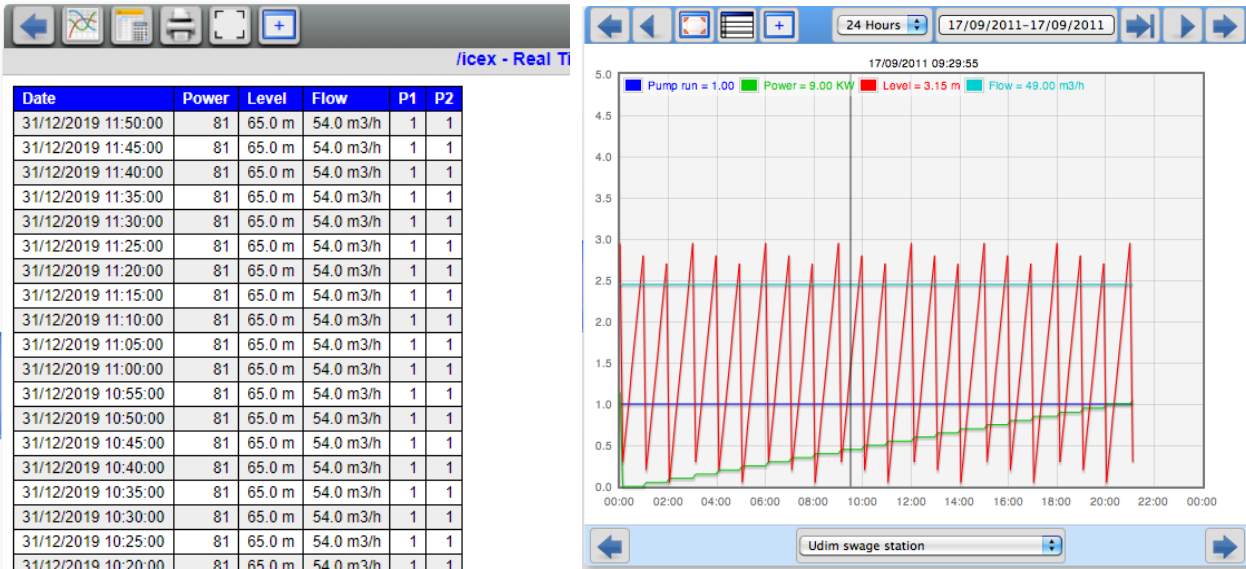 /icex - Real Ti
Date Power Level Flow P1 P2
31/12/2019 11:50:00 81 65.0 m 54.0 m3/h 1 1
31/12/2019 11:45:00 81 65.0 m 54.0 m3/h 1 1
31/12/2019 11:40:00 81 65.0 m 54.0 m3/h 1 1
31/12/2019 11:35:00 81 65.0 m 54.0 m3/h 1 1
31/12/2019 11:30:00 81 65.0 m 54.0 m3/h 1 1
31/12/2019 11:25:00 81 65.0 m 54.0 m3/h 1 1
31/12/2019 11:20:00 81 65.0 m 54.0 m3/h 1 1
31/12/2019 11:15:00 81 65.0 m 54.0 m3/h 1 1
31/12/2019 11:10:00 81 65.0 m 54.0 m3/h 1 1
31/12/2019 11:05:00 81 65.0 m 54.0 m3/h 1 1
31/12/2019 11:00:00 81 65.0 m 54.0 m3/h 1 1
31/12/2019 10:55:00 81 65.0 m 54.0 m3/h 1 1
31/12/2019 10:50:00 81 65.0 m 54.0 m3/h 1 1
31/12/2019 10:45:00 81 65.0 m 54.0 m3/h 1 1
31/12/2019 10:40:00 81 65.0 m 54.0 m3/h 1 1
31/12/2019 10:35:00 81 65.0 m 54.0 m3/h 1 1
31/12/2019 10:30:00 81 65.0 m 54.0 m3/h 1 1
31/12/2019 10:25:00 81 65.0 m 54.0 m3/h 1 1
31/12/2019 10:20:00 81 65.0 m 54.0 m3/h 1 1
24 Hours 17/09/2011-17/09/2011
17/09/2011 09:29:55
Pump run = 1.00 Power = 9.00 KW Level = 3.15 m Flow = 49.00 m3/h
5.0
4.5
4.0
3.5
3.0
2.5
2.0
1.5
1.0
0.5
0.0
00:00 02:00 04:00 06:00 08:00 10:00 12:00 14:00 16:00 18:00 20:00 22:00 00:00
Udim swage station